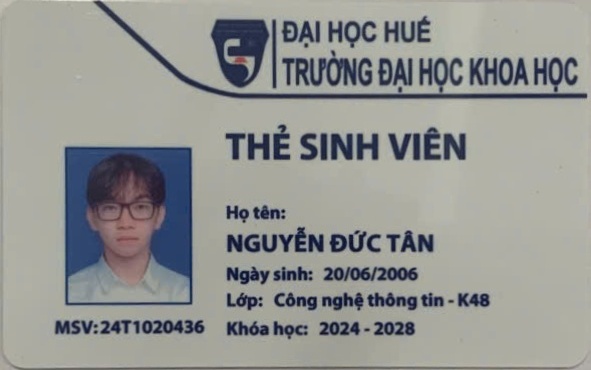 ĐẠI HỌC HUẾ
TRƯỜNG ĐẠI HỌC KHOA HỌC
THẺ SINH VIÊN
Họ tên:
NGUYỄN ĐỨC TÂN
Ngày sinh: 20/06/2006
Lớp: Công nghệ thông tin - K48
MSV:24T1020436 Khóa học: 2024 - 2028